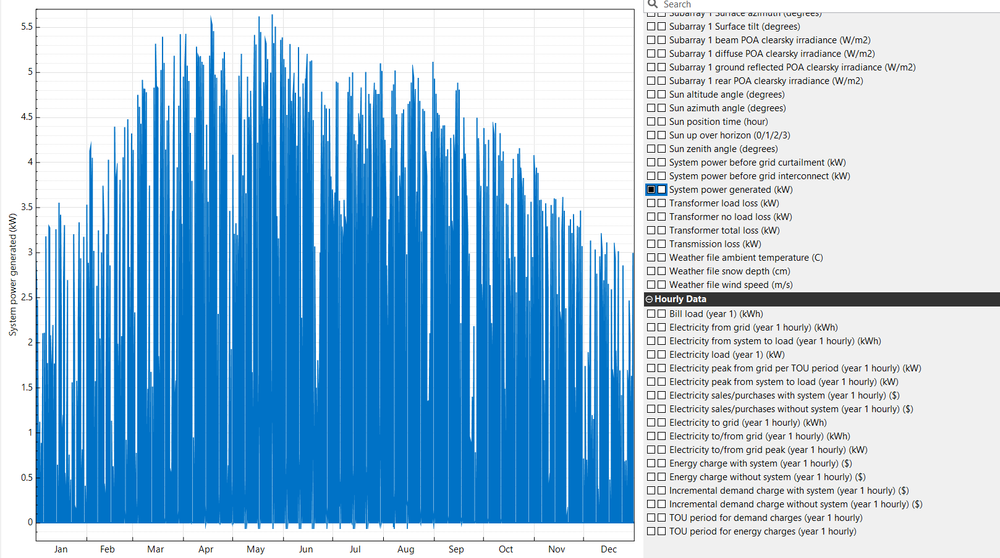 Search
Subarray 1 Surface azimuth (degrees)
Subarray 1 Surface tilt (degrees)
Subarray 1 beam POA clearsky irradiance (W/m2)
Subarray 1 diffuse POA clearsky irradiance (W/m2)
Subarray 1 ground reflected POA clearsky irradiance (W/m2)
Subarray 1 rear POA clearsky irradiance (W/m2)
Sun altitude angle (degrees)
Sun azimuth angle (degrees)
Sun position time (hour)
Sun up over horizon (0/1/2/3)
Sun zenith angle (degrees)
System power before grid curtailment (kW)
System power before grid interconnect (kW)
System power generated (kW)
Transformer load loss (kW)
Transformer no load loss (kW)
Transformer total loss (kW)
Transmission loss (kW)
Weather file ambient temperature (C)
Weather file snow depth (cm)
Weather file wind speed (m/s)
Hourly Data
Bill load (year 1) (kWh)
Electricity from grid (year 1 hourly) (kWh)
Electricity from system to load (year 1 hourly) (kWh)
Electricity load (year 1) (kW)
Electricity peak from grid per TOU period (year 1 hourly) (kW)
Electricity peak from system to load (year 1 hourly) (kW)
Electricity sales/purchases with system (year 1 hourly) ($)
Electricity sales/purchases without system (year 1 hourly) ($)
Electricity to grid (year 1 hourly) (kWh)
Electricity to/from grid (year 1 hourly) (kWh)
Electricity to/from grid peak (year 1 hourly) (kW)
Energy charge with system (year 1 hourly) ($)
Energy charge without system (year 1 hourly) ($)
Incremental demand charge with system (year 1 hourly) ($)
Incremental demand charge without system (year 1 hourly) ($)
TOU period for demand charges (year 1 hourly)
TOU period for energy charges (year 1 hourly)
System power generated (kW)
5.5
5
4.5
4
3.5
3
2.5
2
1.5
1
0.5
0
Jan Feb Mar Apr May Jun Jul Aug Sep Oct Nov Dec